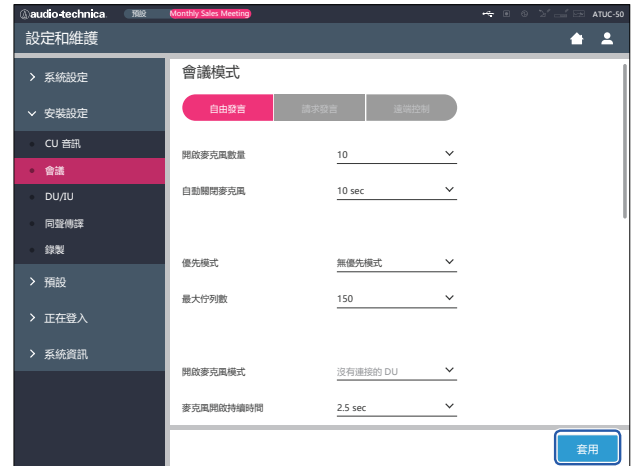 audio-technica 預設 Monthly Sales Meeting ATUC-50
設定和維護
系統設定
安裝設定
CU 音訊
會議
DU/IU
同聲傳譯
錄製
預設
正在登入
系統資訊
會議模式
自由發言 請求發言 遠端控制
開啟麥克風數量 10
自動關閉麥克風 10 sec
優先模式 無優先模式
最大佇列數 150
開啟麥克風模式 沒有連接的 DU
麥克風開啟持續時間 2.5 sec
套用